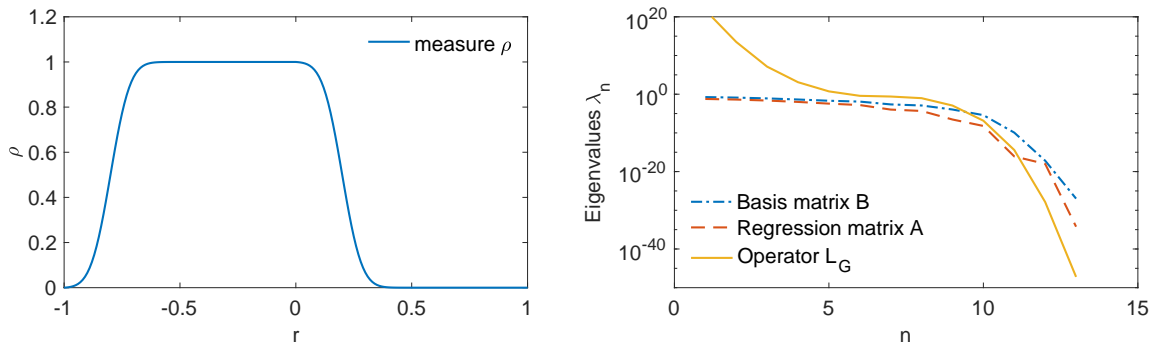 1.2
1
0.8
0.6
0.4
0.2
0
ρ
-1
-0.5
0
0.5
1
r
measure ρ
10^20
10^0
10^-20
10^-40
Eigenvalues λ_n
0
5
10
15
n
Basis matrix B
Regression matrix A
Operator L_G